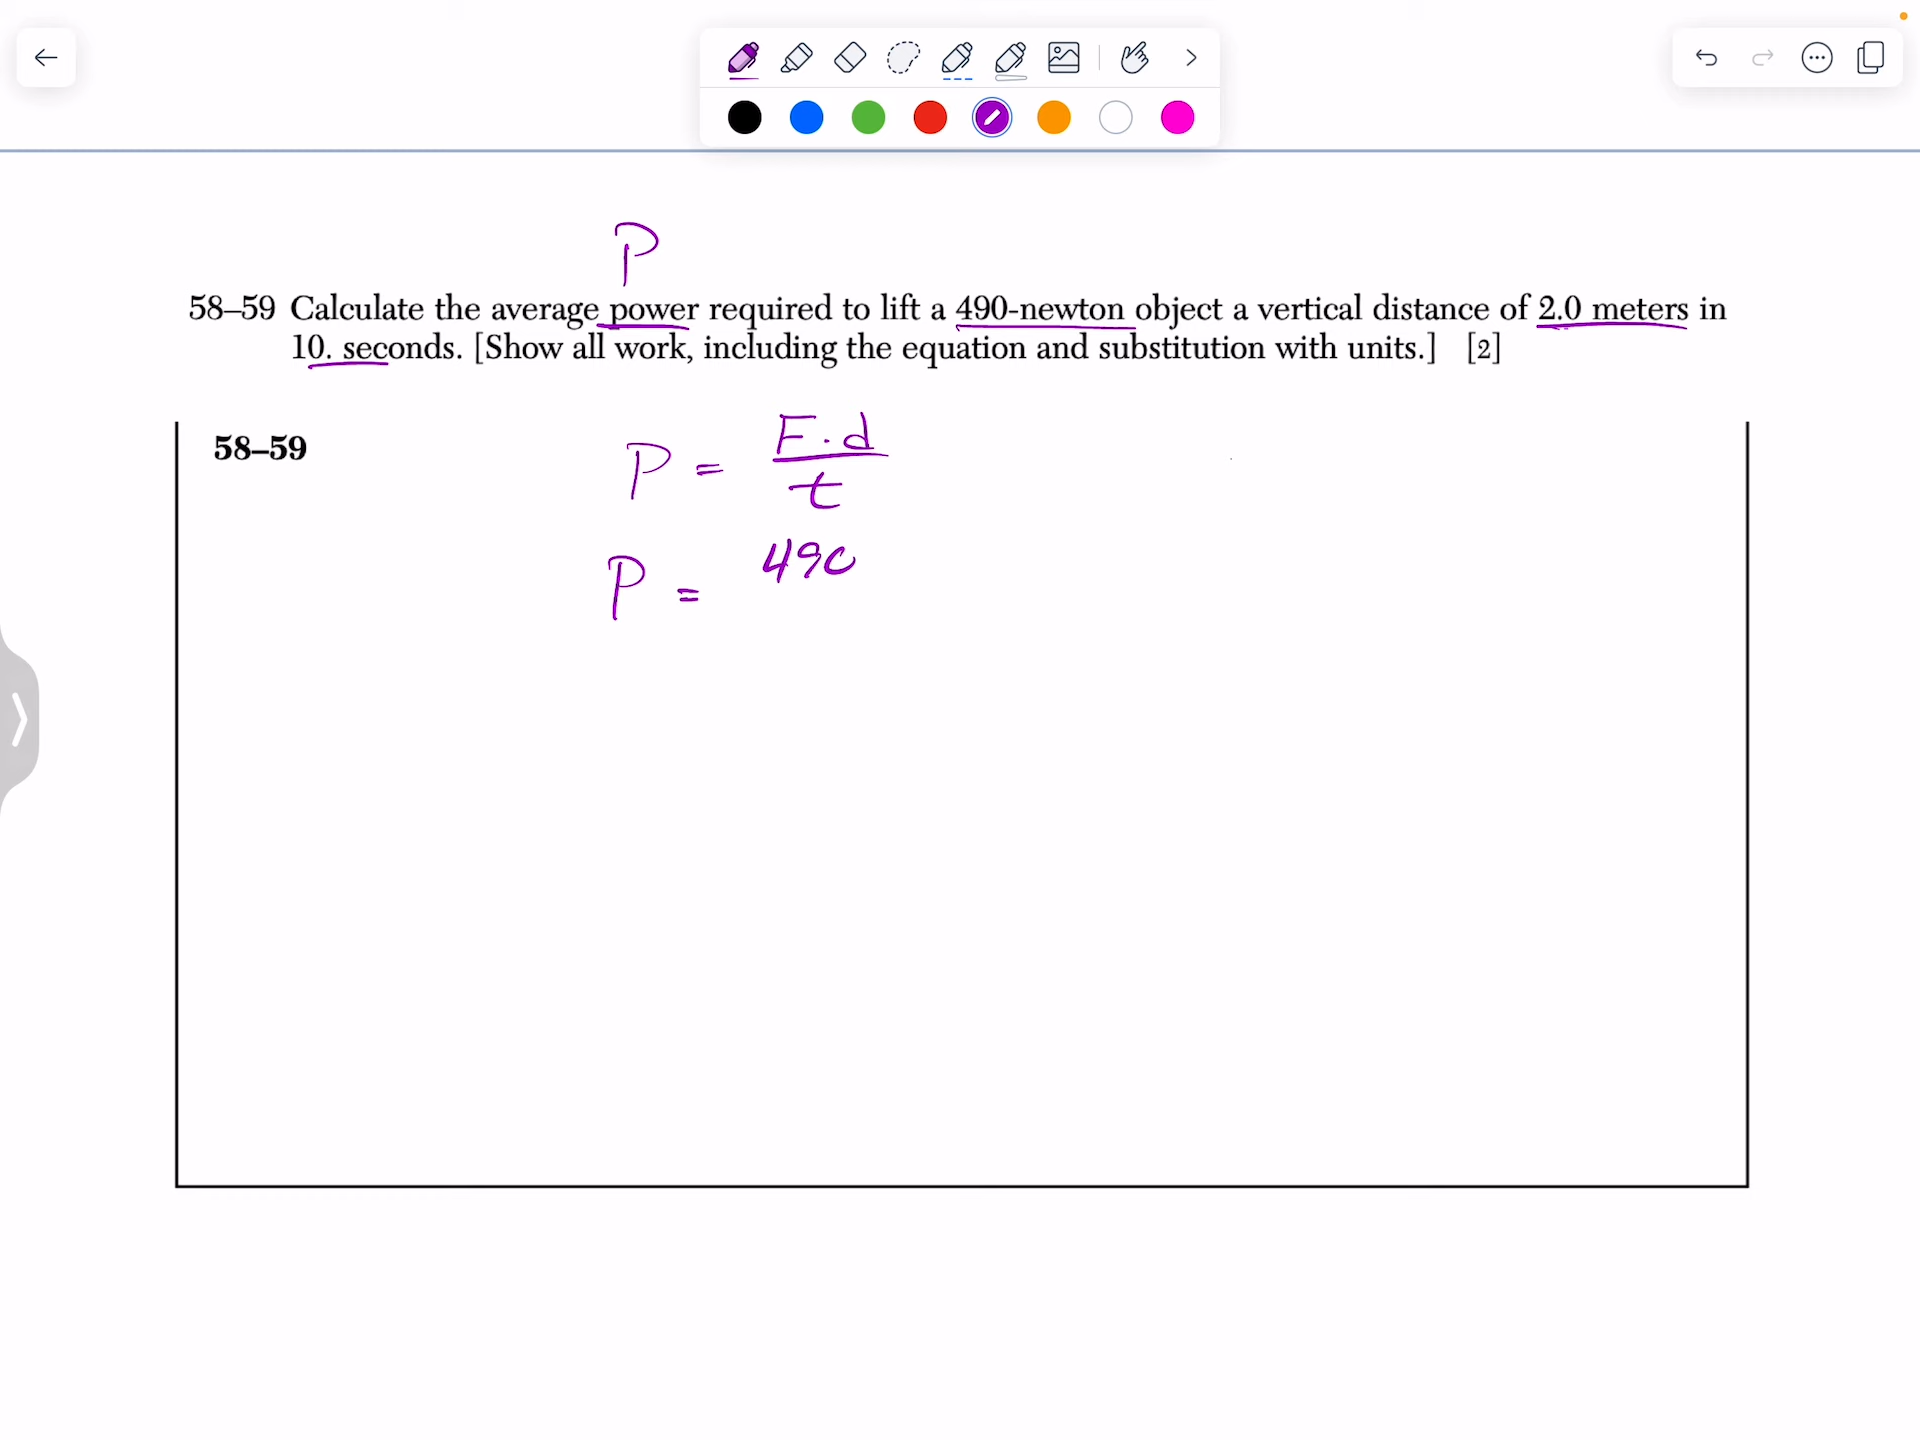 P
58–59 Calculate the average power required to lift a 490-newton object a vertical distance of 2.0 meters in
10. seconds. [Show all work, including the equation and substitution with units.] [2]
58–59
P = F·d
t
P = 490